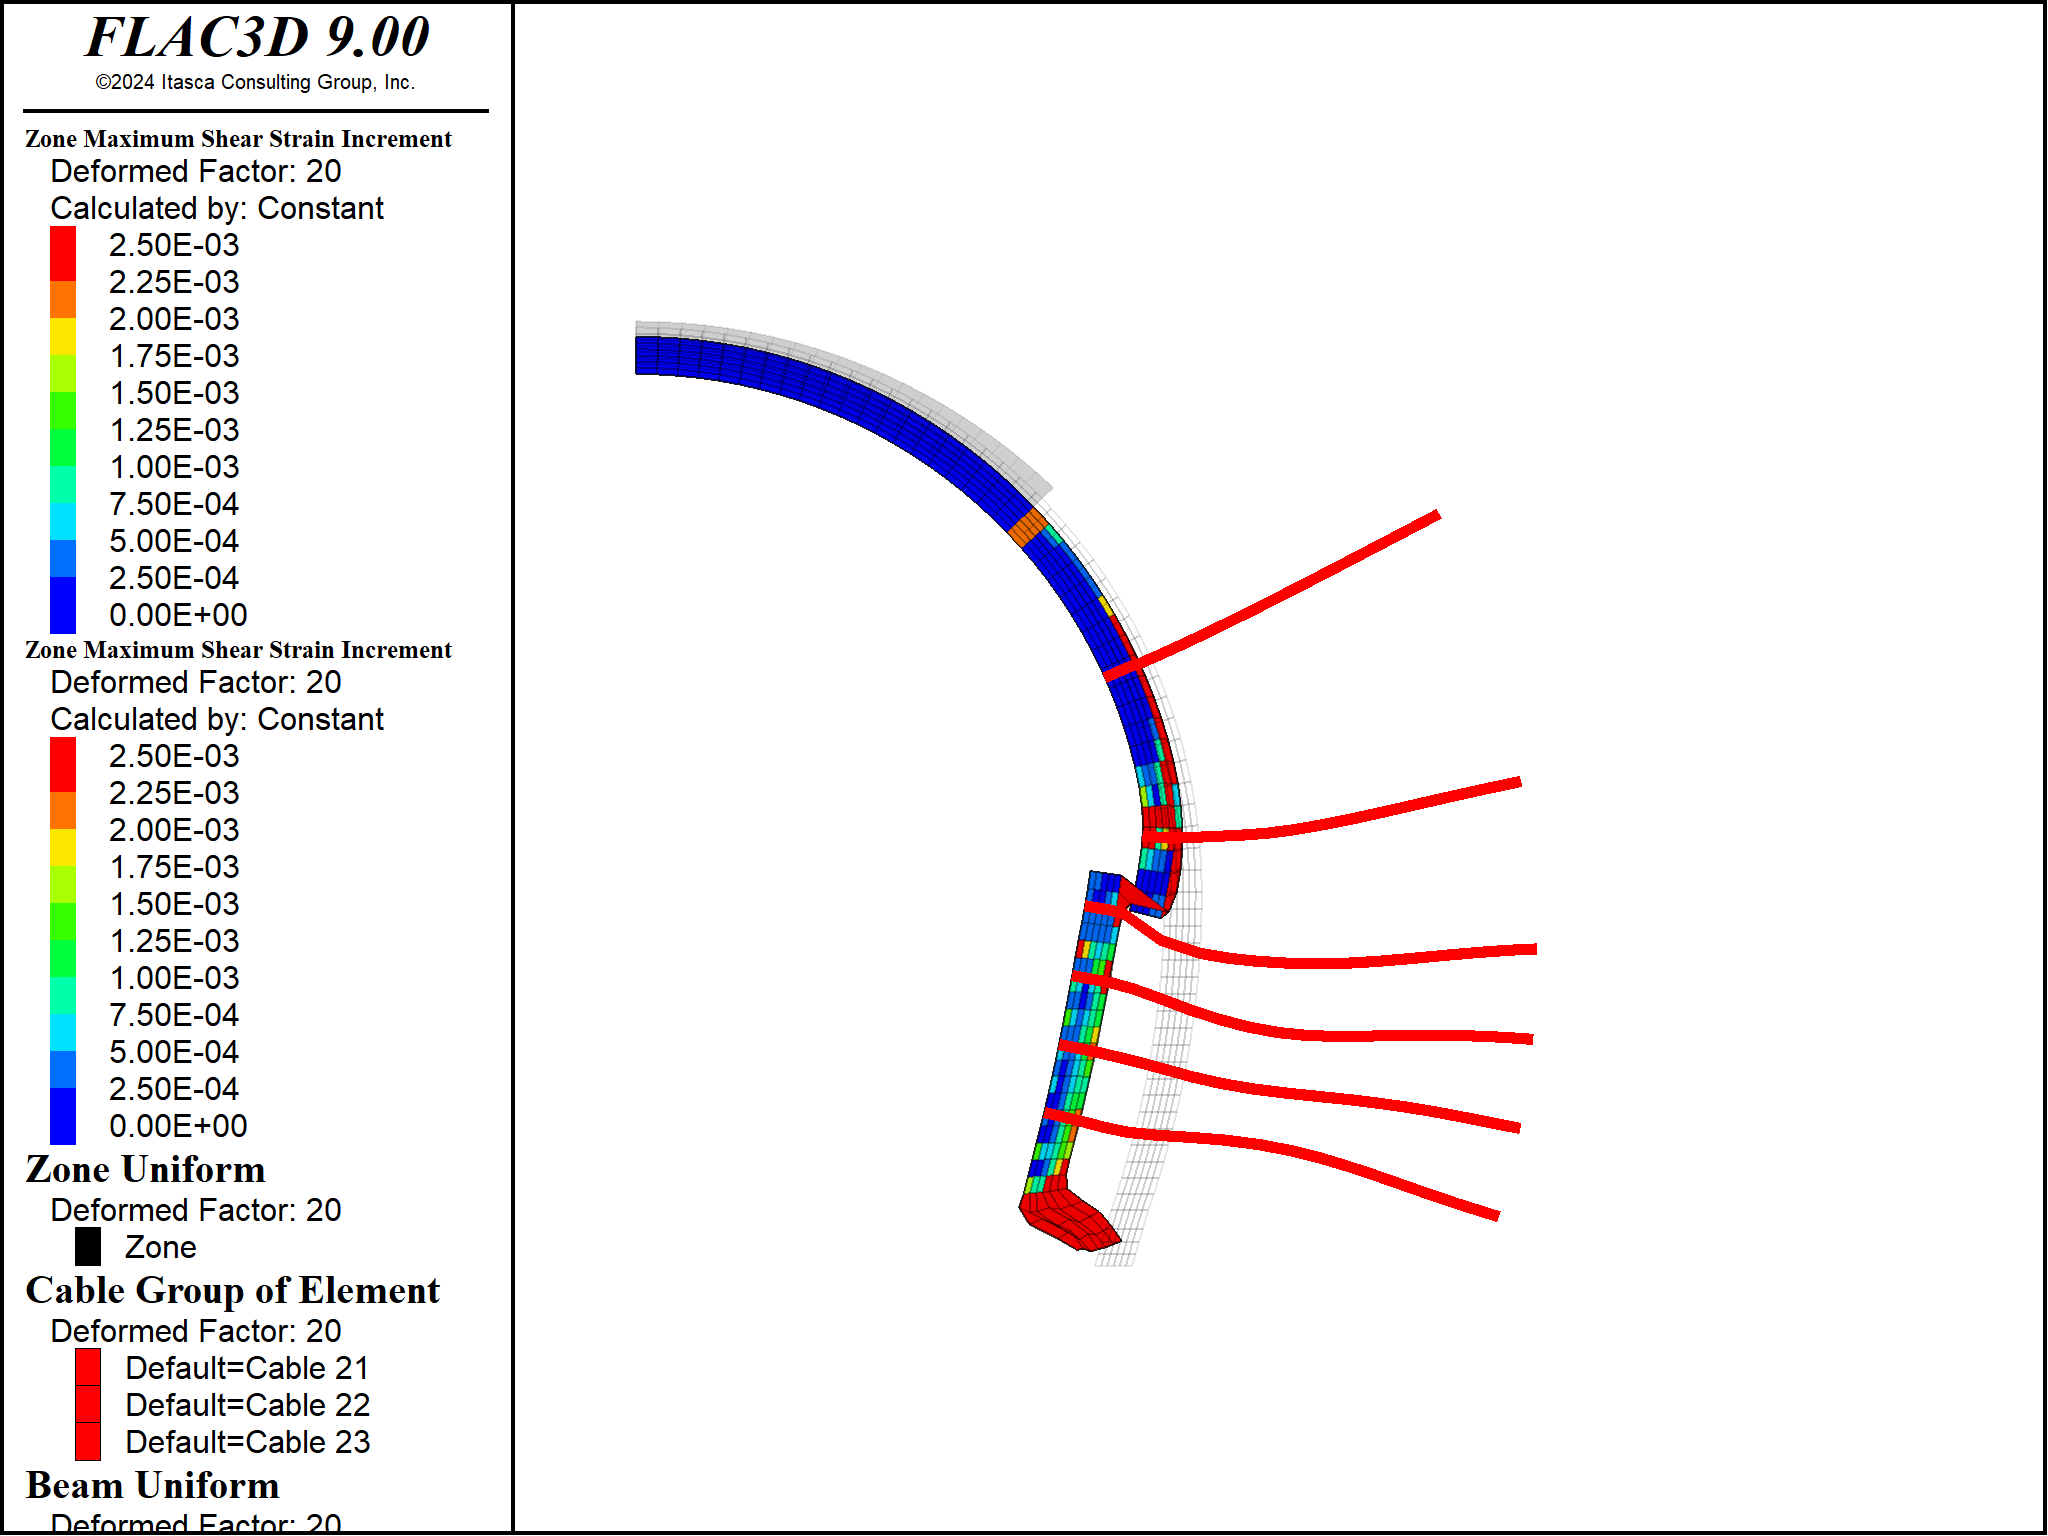 FLAC3D 9.00
©2024 Itasca Consulting Group, Inc.
Zone Maximum Shear Strain Increment
Deformed Factor: 20
Calculated by: Constant
2.50E-03
2.25E-03
2.00E-03
1.75E-03
1.50E-03
1.25E-03
1.00E-03
7.50E-04
5.00E-04
2.50E-04
0.00E+00
Zone Maximum Shear Strain Increment
Deformed Factor: 20
Calculated by: Constant
2.50E-03
2.25E-03
2.00E-03
1.75E-03
1.50E-03
1.25E-03
1.00E-03
7.50E-04
5.00E-04
2.50E-04
0.00E+00
Zone Uniform
Deformed Factor: 20
Zone
Cable Group of Element
Deformed Factor: 20
Default=Cable 21
Default=Cable 22
Default=Cable 23
Beam Uniform
Deformed Factor: 20